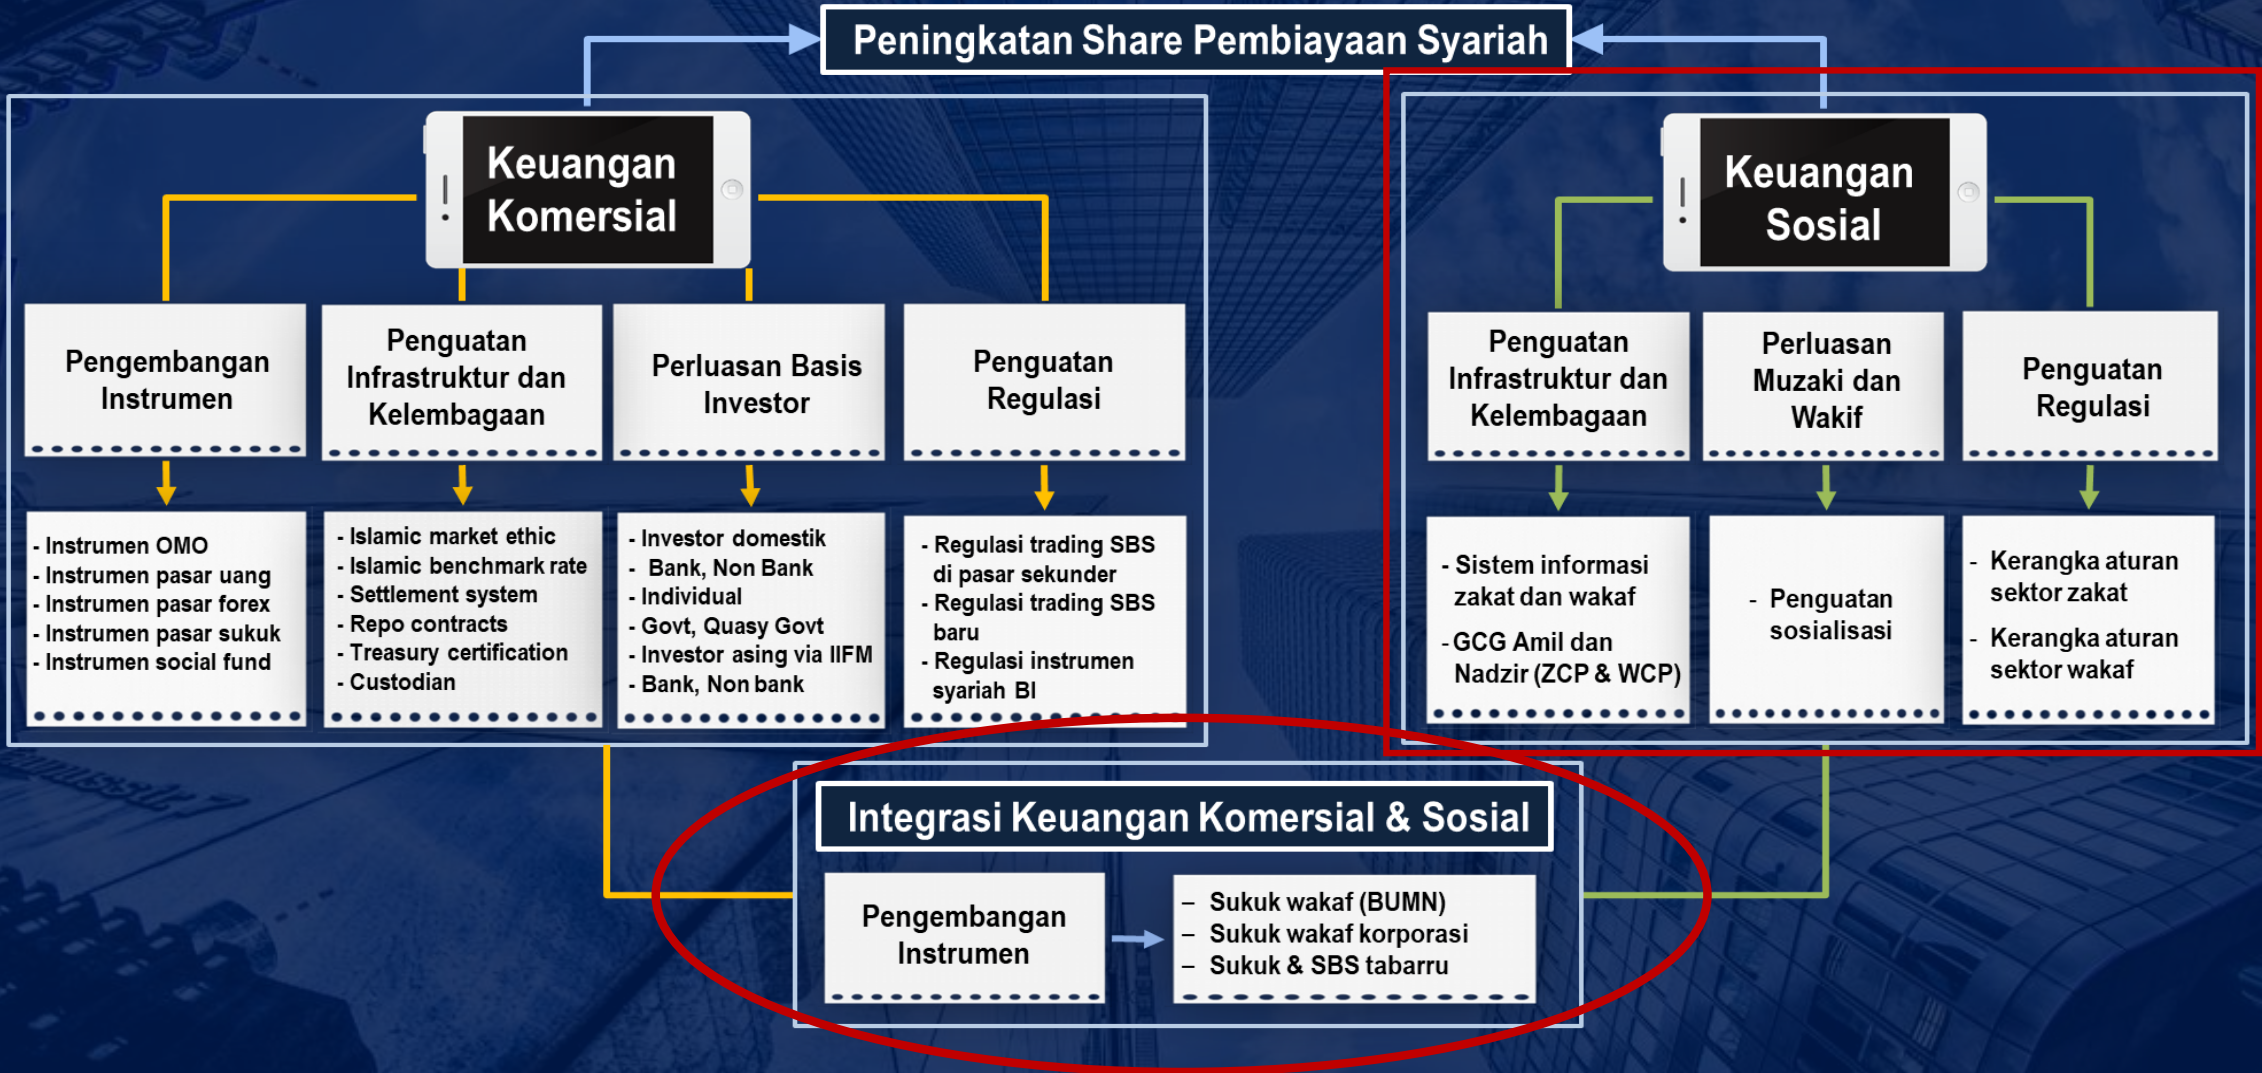 Peningkatan Share Pembiayaan Syariah
Keuangan
Komersial
Pengembangan
Instrumen
Penguatan
Infrastruktur dan
Kelembagaan
Perluasan Basis
Investor
Penguatan
Regulasi
- Instrumen OMO
- Instrumen pasar uang
- Instrumen pasar forex
- Instrumen pasar sukuk
- Instrumen social fund
- Islamic market ethic
- Islamic benchmark rate
- Settlement system
- Repo contracts
- Treasury certification
- Custodian
- Investor domestik
- Bank, Non Bank
- Individual
- Govt, Quasy Govt
- Investor asing via IIFM
- Bank, Non bank
- Regulasi trading SBS
di pasar sekunder
- Regulasi trading SBS
baru
- Regulasi instrumen
syariah BI
Keuangan
Sosial
Penguatan
Infrastruktur dan
Kelembagaan
Perluasan
Muzaki dan
Wakif
Penguatan
Regulasi
- Sistem informasi
zakat dan wakaf
- GCG Amil dan
Nadzir (ZCP & WCP)
- Penguatan
sosialisasi
- Kerangka aturan
sektor zakat
- Kerangka aturan
sektor wakaf
Integrasi Keuangan Komersial & Sosial
Pengembangan
Instrumen
– Sukuk wakaf (BUMN)
– Sukuk wakaf korporasi
– Sukuk & SBS tabarru